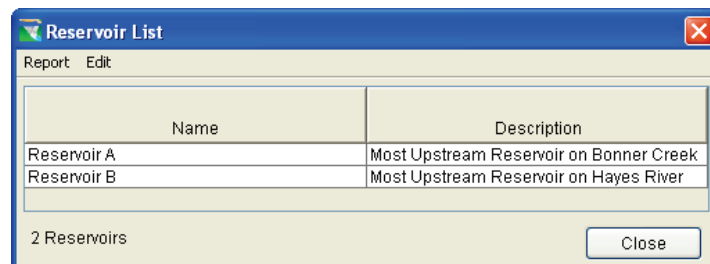 Reservoir List
Report Edit
Name Description
Reservoir A Most Upstream Reservoir on Bonner Creek
Reservoir B Most Upstream Reservoir on Hayes River
2 Reservoirs Close